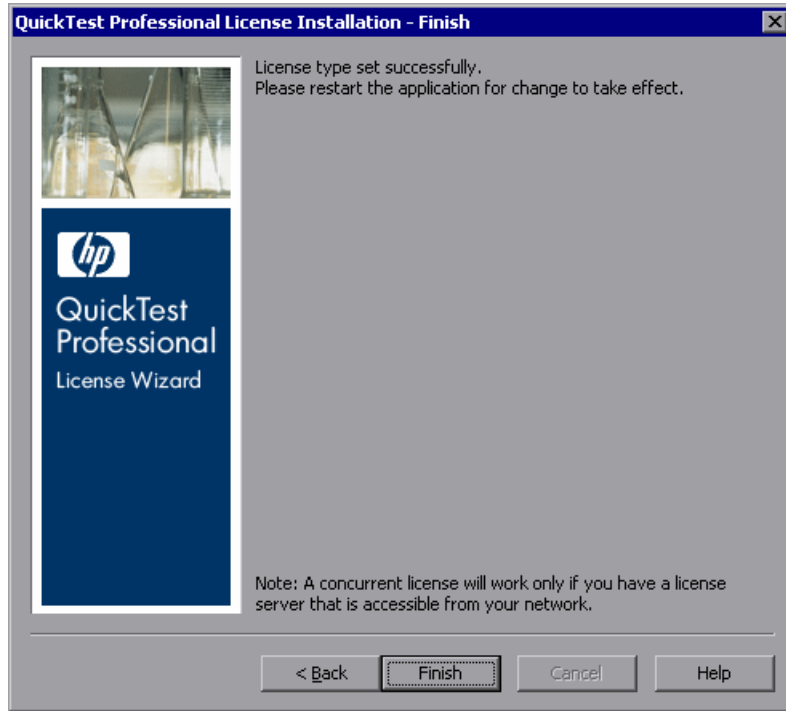 QuickTest Professional License Installation - Finish
License type set successfully.
Please restart the application for change to take effect.
hp
QuickTest
Professional
License Wizard
Note: A concurrent license will work only if you have a license
server that is accessible from your network.
< Back
Finish
Cancel
Help